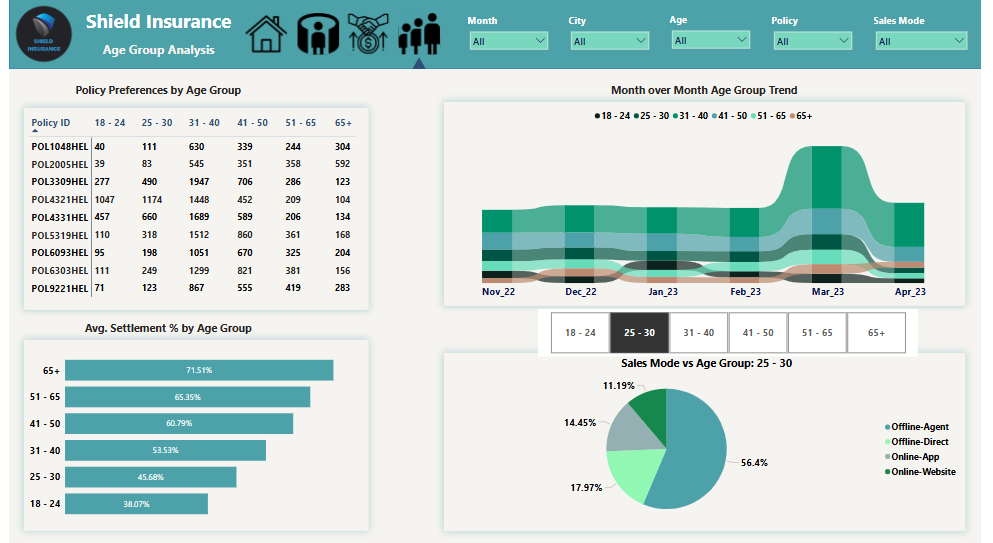 SHIELD
INSURANCE
Shield Insurance
Age Group Analysis
Month City Age Policy Sales Mode
All All All All All
Policy Preferences by Age Group
Policy ID 18 - 24 25 - 30 31 - 40 41 - 50 51 - 65 65+
POL1048HEL 40 111 630 339 244 304
POL2005HEL 39 83 545 351 358 592
POL3309HEL 277 490 1947 706 286 123
POL4321HEL 1047 1174 1448 452 209 104
POL4331HEL 457 660 1689 589 206 134
POL5319HEL 110 318 1512 860 361 168
POL6093HEL 95 198 1051 670 325 204
POL6303HEL 111 249 1299 821 381 156
POL9221HEL 71 123 867 555 419 283
Month over Month Age Group Trend
18 - 24 25 - 30 31 - 40 41 - 50 51 - 65 65+
Nov_22 Dec_22 Jan_23 Feb_23 Mar_23 Apr_23
Avg. Settlement % by Age Group
65+ 71.51%
51 - 65 65.35%
41 - 50 60.79%
31 - 40 53.53%
25 - 30 45.68%
18 - 24 38.07%
18 - 24 25 - 30 31 - 40 41 - 50 51 - 65 65+
Sales Mode vs Age Group: 25 - 30
11.19%
14.45%
17.97%
56.4%
Offline-Agent
Offline-Direct
Online-App
Online-Website